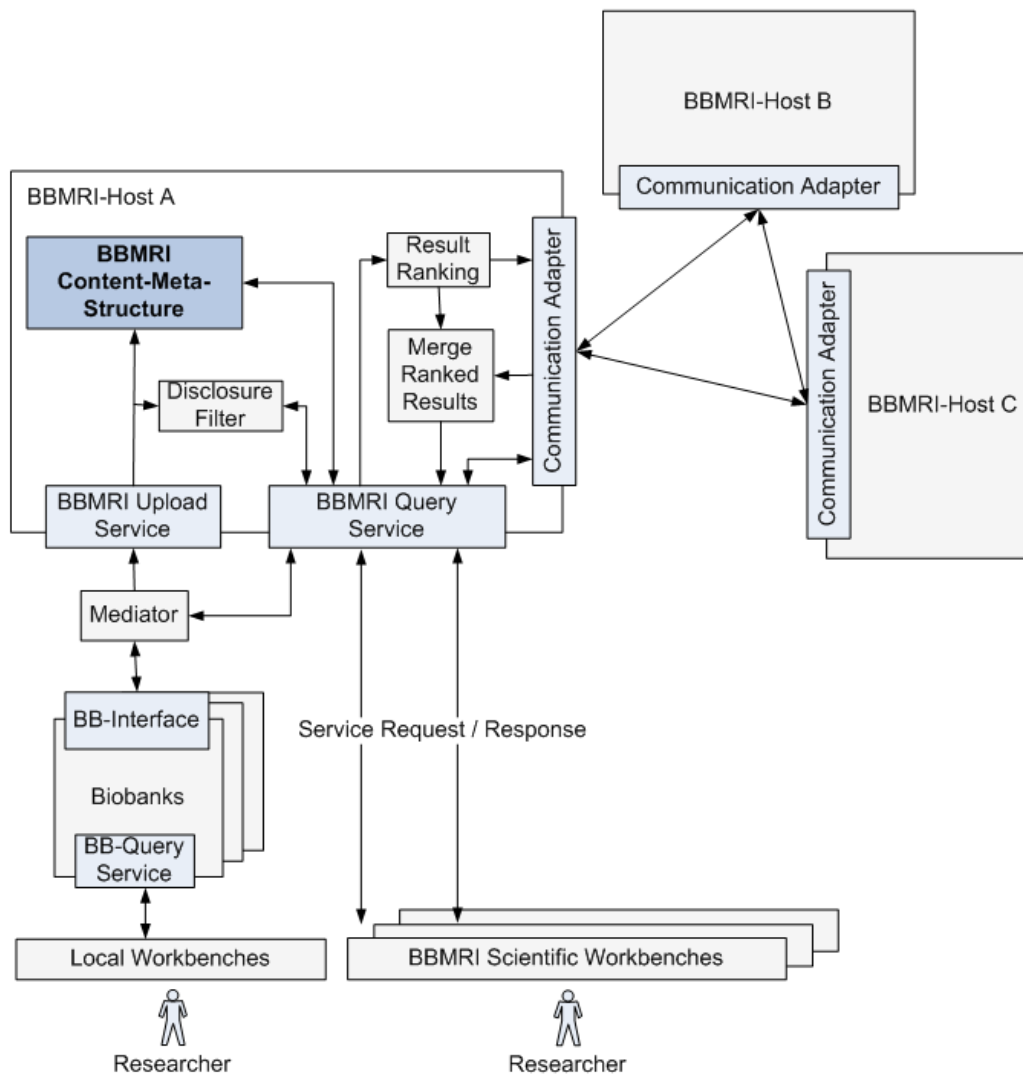 BBMRI-Host B
Communication Adapter
BBMRI-Host A
BBMRI
Content-Meta-
Structure
Result
Ranking
Merge
Ranked
Results
Disclosure
Filter
Communication Adapter
Communication Adapter
BBMRI-Host C
BBMRI Upload
Service
BBMRI Query
Service
Mediator
BB-Interface
Service Request / Response
Biobanks
BB-Query
Service
Local Workbenches
BBMRI Scientific Workbenches
Researcher
Researcher